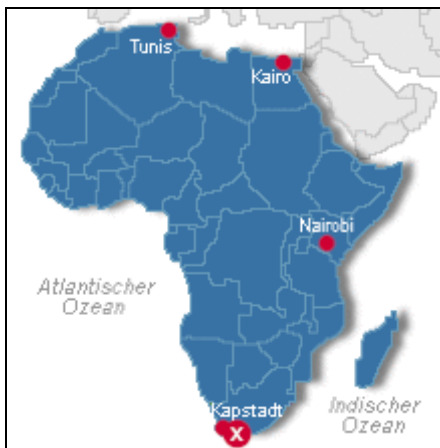 Tunis
Kairo
Nairobi
Atlantischer
Ozean
Kapstadt
X
Indischer
Ozean